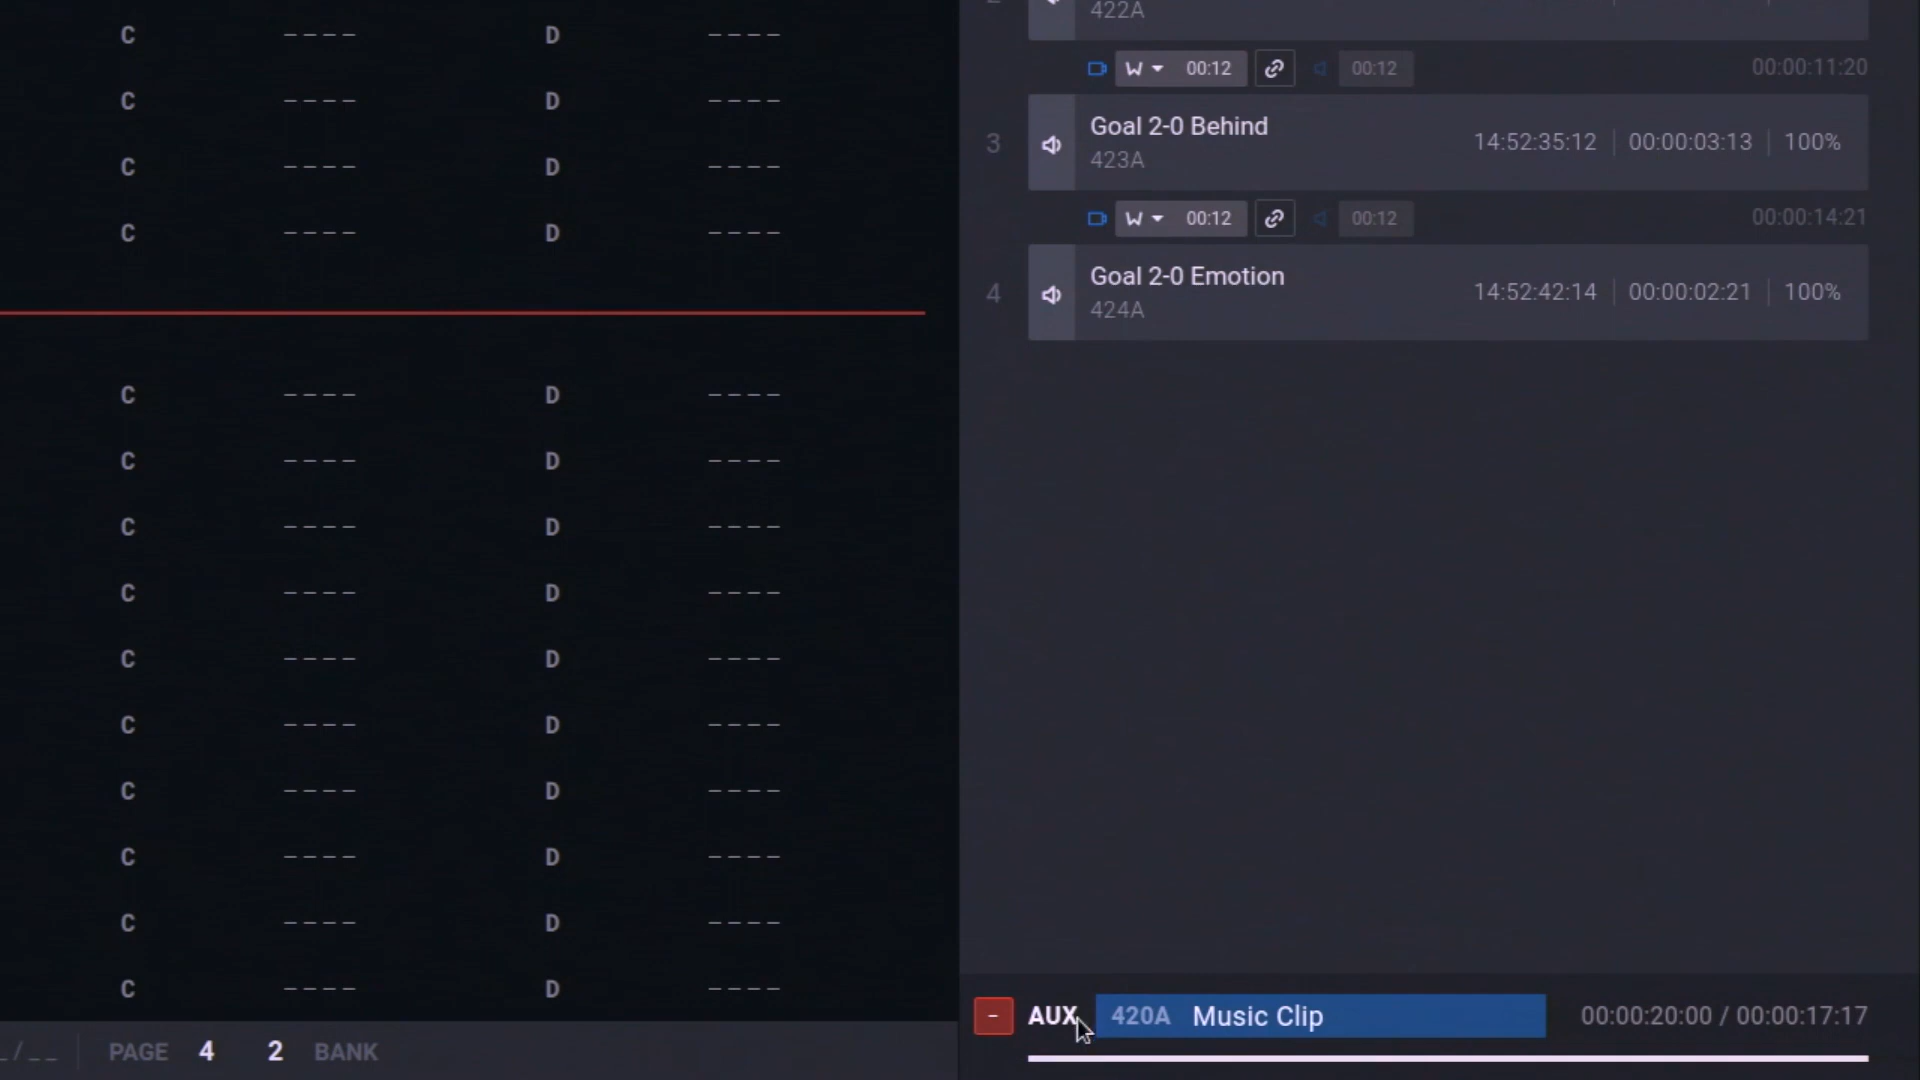 C ---- D ----
C ---- D ----
C ---- D ----
C ---- D ----
C ---- D ----
C ---- D ----
C ---- D ----
C ---- D ----
C ---- D ----
C ---- D ----
C ---- D ----
C ---- D ----
C ---- D ----
C ---- D ----
_/__ PAGE 4 2 BANK
422A
W 00:12 00:12 00:00:11:20
3 Goal 2-0 Behind 14:52:35:12 00:00:03:13 100%
423A
W 00:12 00:12 00:00:14:21
4 Goal 2-0 Emotion 14:52:42:14 00:00:02:21 100%
424A
- AUX 420A Music Clip 00:00:20:00 / 00:00:17:17